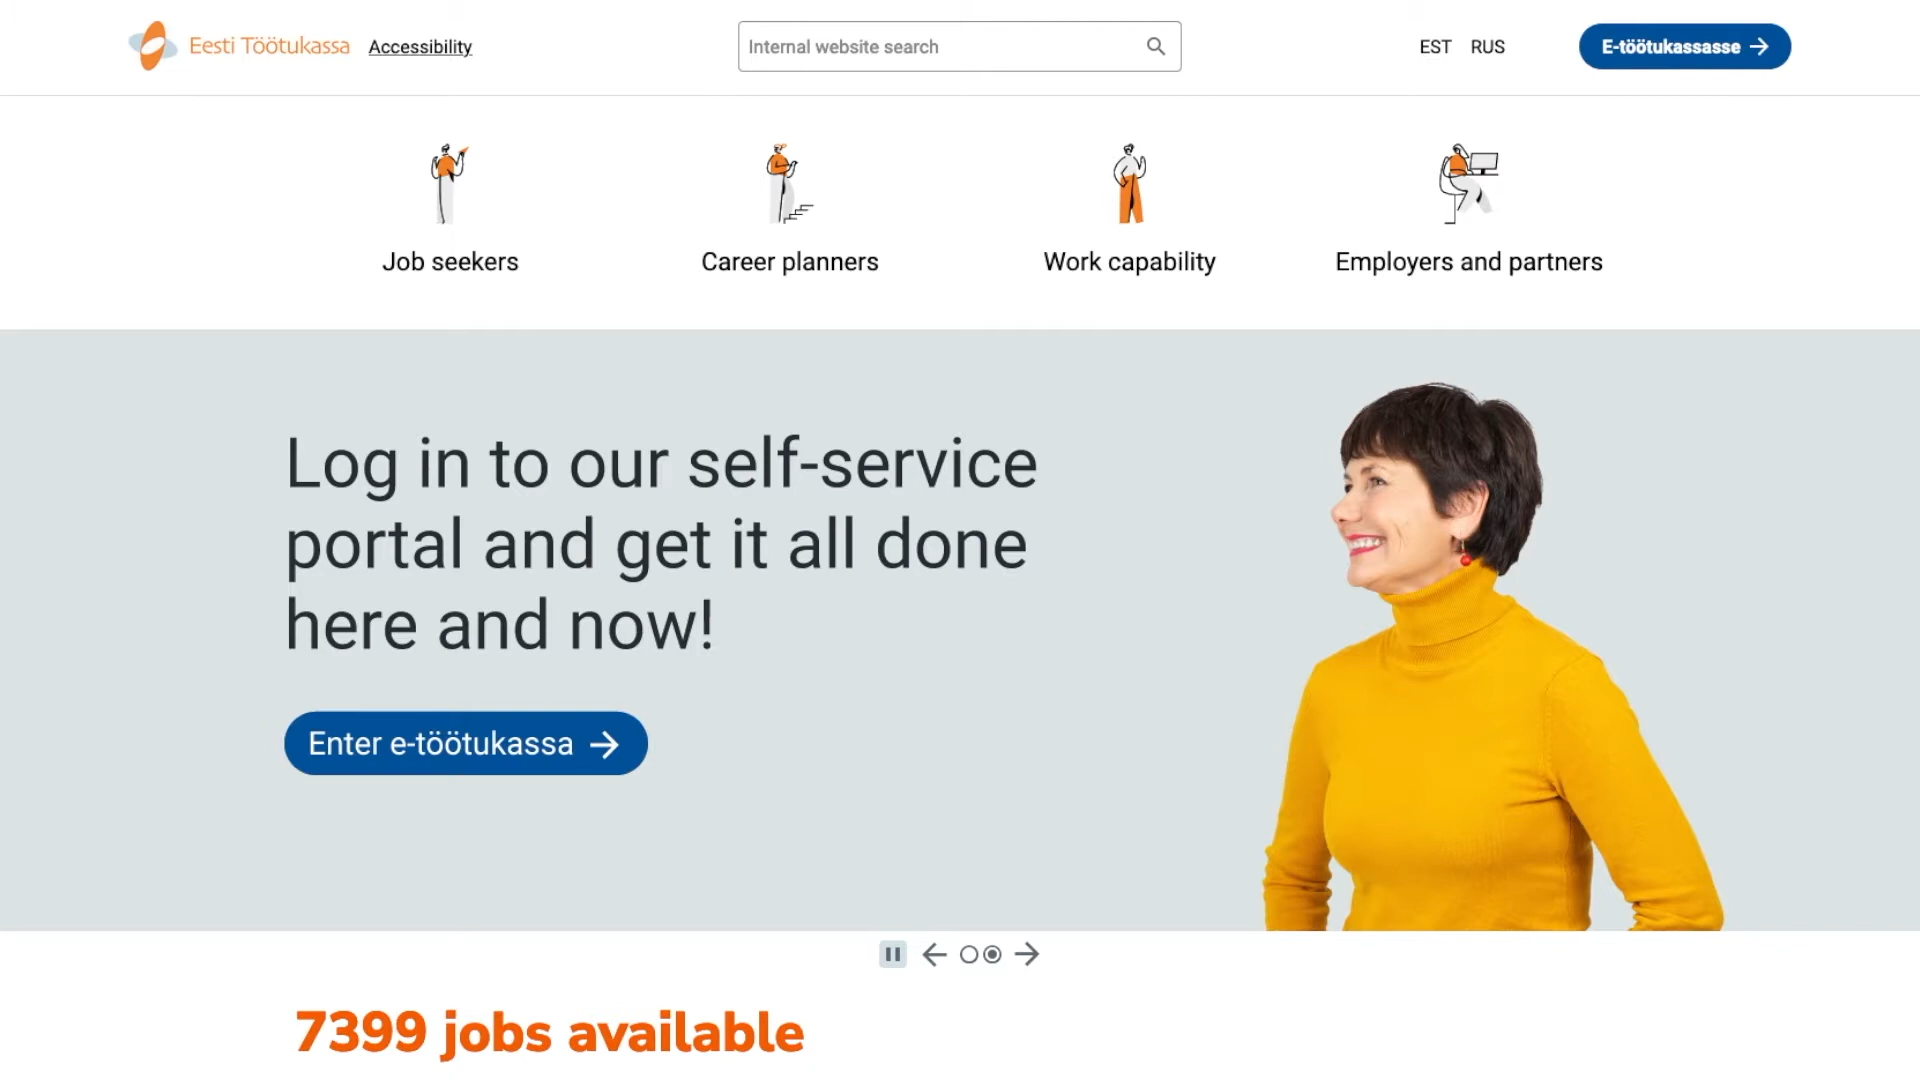 Eesti Töötukassa
Accessibility
Internal website search
EST RUS
E-töötukassasse
Job seekers
Career planners
Work capability
Employers and partners
Log in to our self-service
portal and get it all done
here and now!
Enter e-töötukassa
7399 jobs available